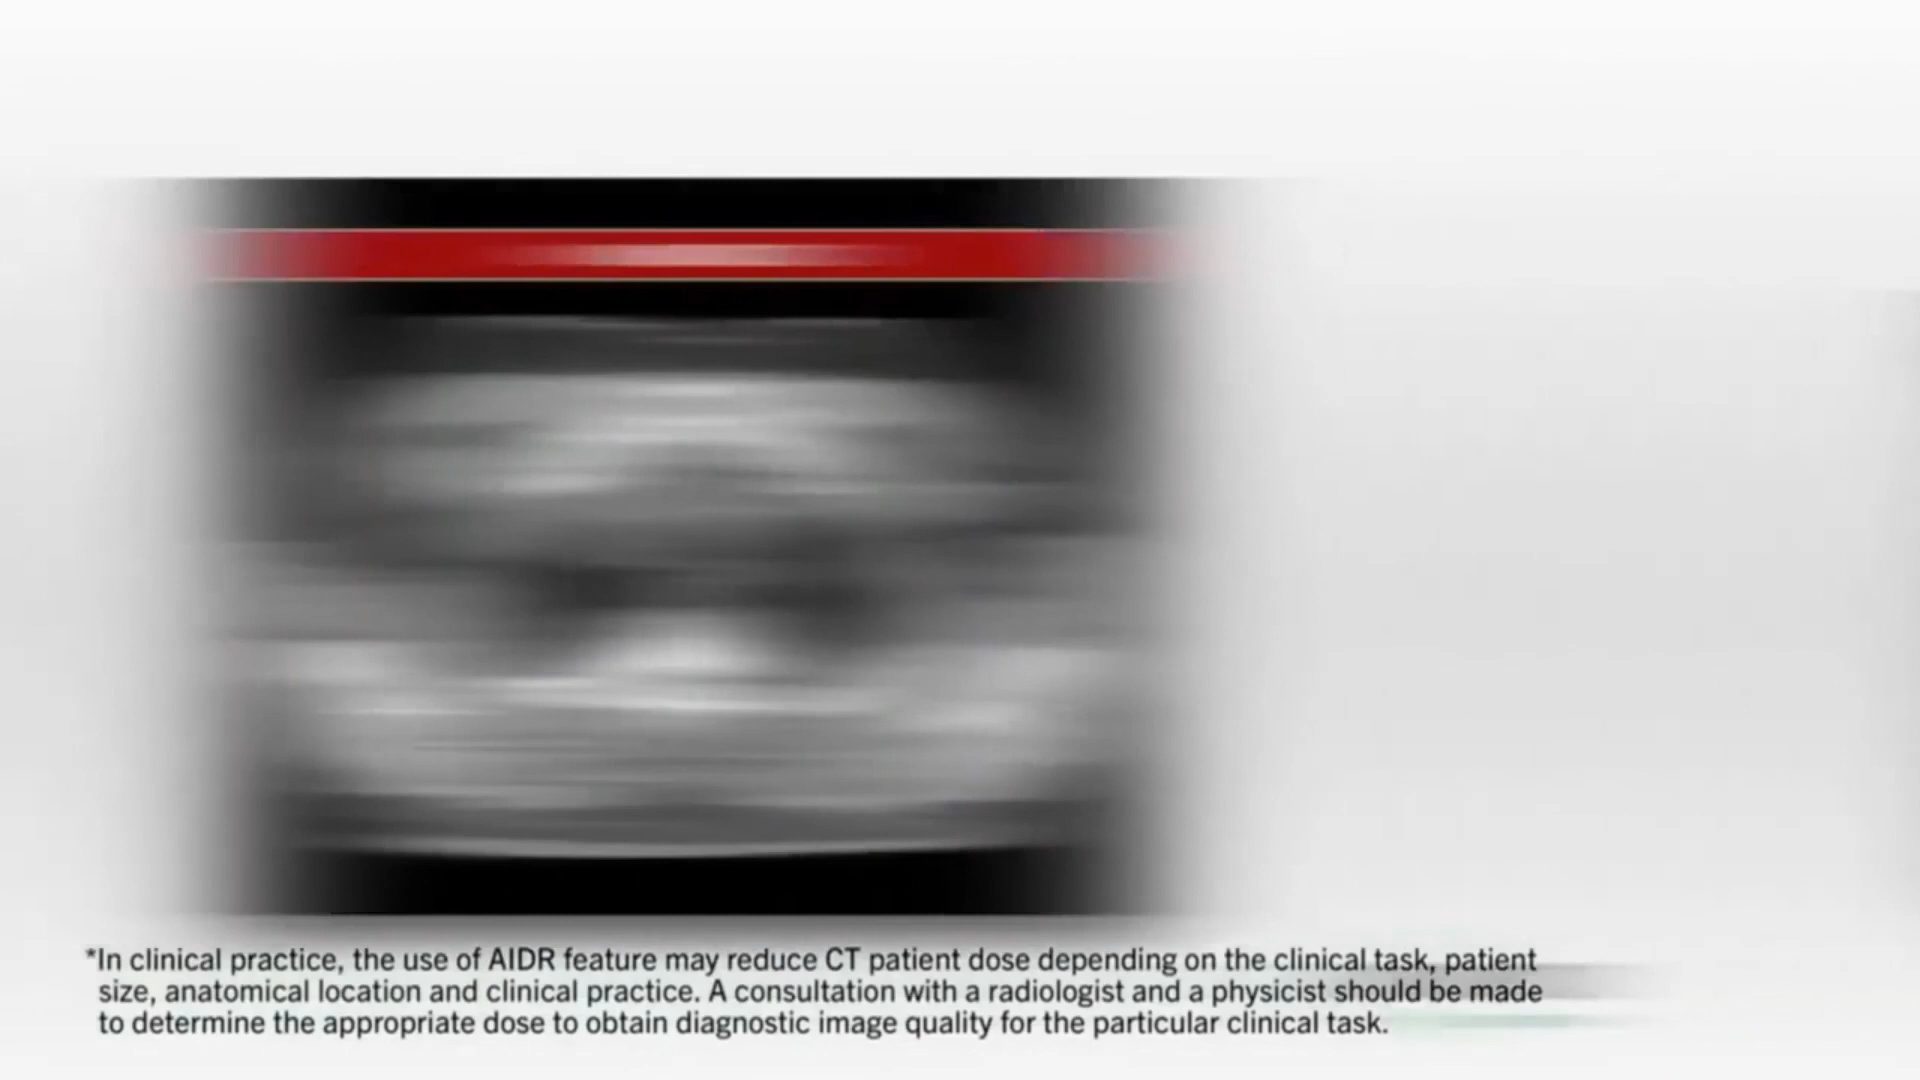 *In clinical practice, the use of AIDR feature may reduce CT patient dose depending on the clinical task, patient
size, anatomical location and clinical practice. A consultation with a radiologist and a physicist should be made
to determine the appropriate dose to obtain diagnostic image quality for the particular clinical task.